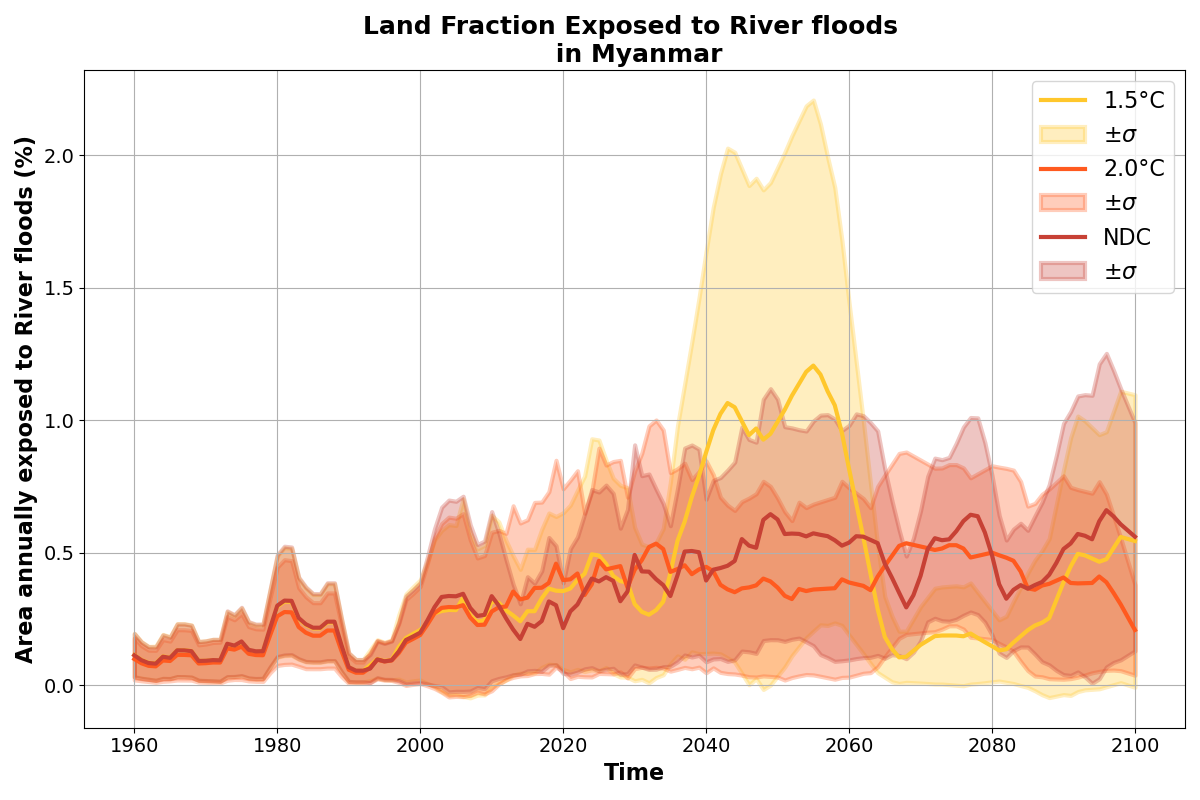 Land Fraction Exposed to River floods
in Myanmar
Area annually exposed to River floods (%)
2.0
1.5
1.0
0.5
0.0
1960
1980
2000
2020
2040
2060
2080
2100
Time
1.5°C
±σ
2.0°C
±σ
NDC
±σ